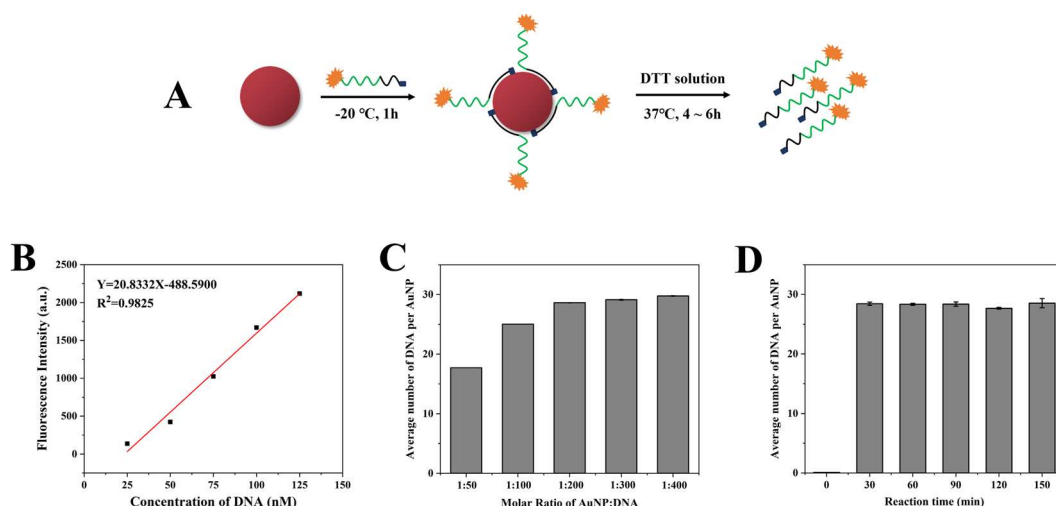 A
-20 °C, 1h
DTT solution
37°C, 4 ~ 6h
B
Y=20.8332X-488.5900
R²=0.9825
Fluorescence Intensity (a.u.)
2500
2000
1500
1000
500
0
0 25 50 75 100 125 150
Concentration of DNA (nM)
C
Average number of DNA per AuNP
30
20
10
0
1:50 1:100 1:200 1:300 1:400
Molar Ratio of AuNP:DNA
D
Average number of DNA per AuNP
30
20
10
0
0 30 60 90 120 150
Reaction time (min)